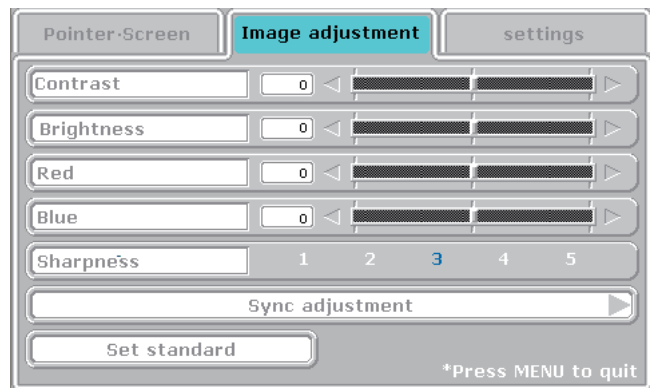 Pointer·Screen Image adjustment settings
Contrast 0
Brightness 0
Red 0
Blue 0
Sharpness 1 2 3 4 5
Sync adjustment
Set standard
*Press MENU to quit